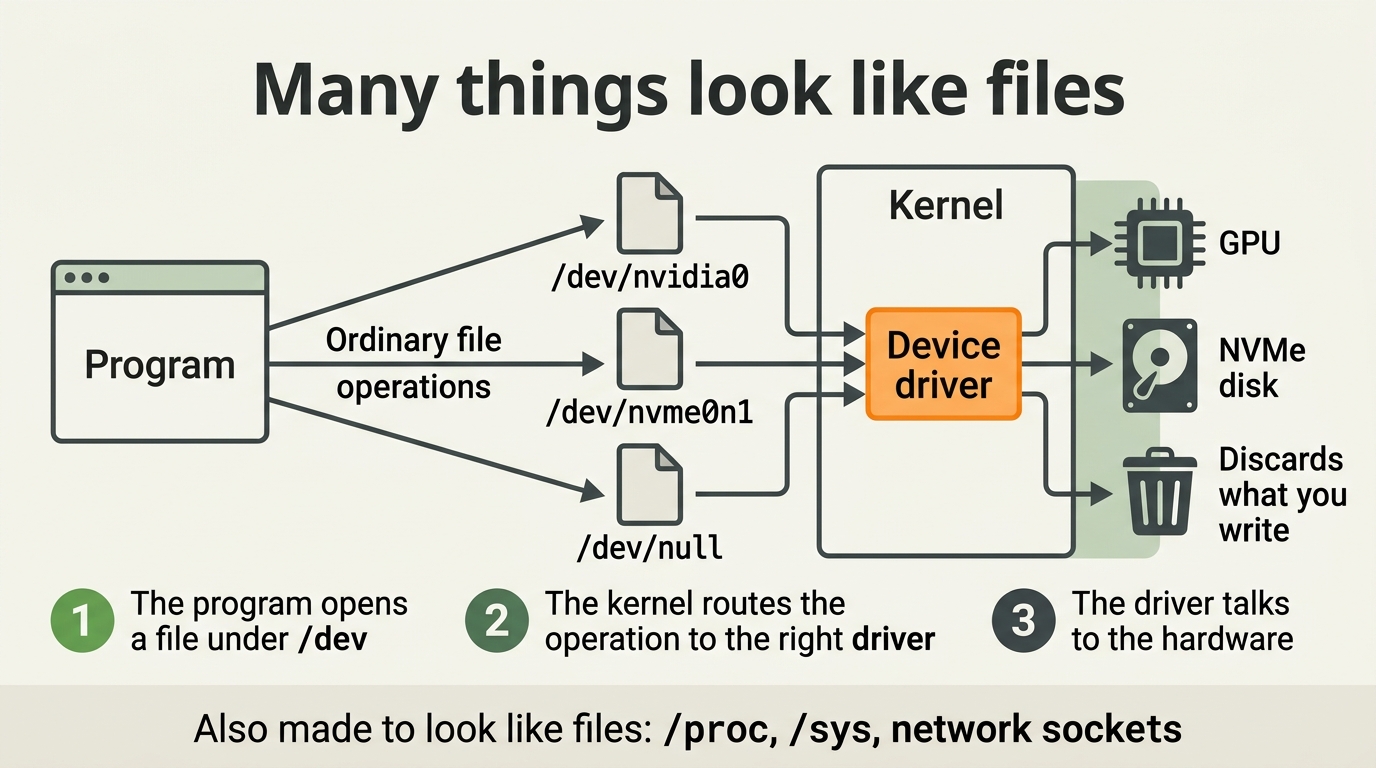 Many things look like files
Program
Ordinary file
operations
/dev/nvidia0
/dev/nvme0n1
/dev/null
Kernel
Device
driver
GPU
NVMe
disk
Discards
what you
write
1
The program opens
a file under /dev
2
The kernel routes the
operation to the right driver
3
The driver talks
to the hardware
Also made to look like files: /proc, /sys, network sockets